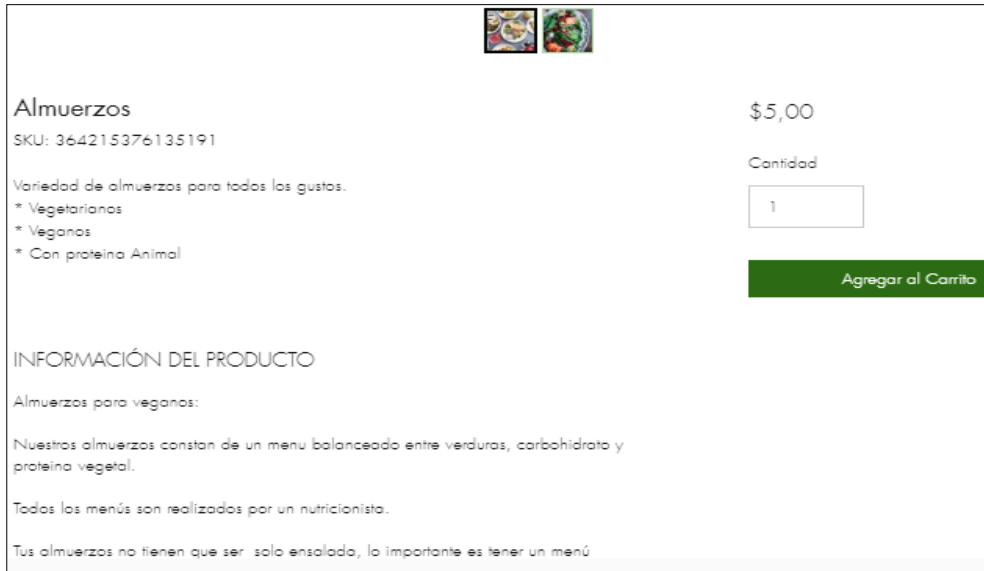 Almuerzos
SKU: 364215376135191
Variedad de almuerzos para todos los gustos.
* Vegetarianos
* Veganos
* Con proteina Animal
$5,00
Cantidad
1
Agregar al Carrito
INFORMACIÓN DEL PRODUCTO
Almuerzos para veganos:
Nuestros almuerzos constan de un menu balanceado entre verduras, carbohidrato y
proteina vegetal.
Todos los menús son realizados por un nutricionista.
Tus almuerzos no tienen que ser solo ensalada, lo importante es tener un menú